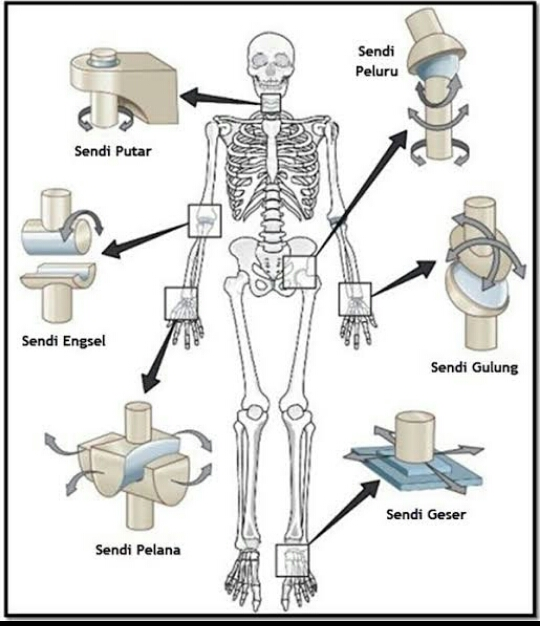 Sendi
Peluru
Sendi Putar
Sendi Engsel
Sendi Gulung
Sendi Geser
Sendi Pelana